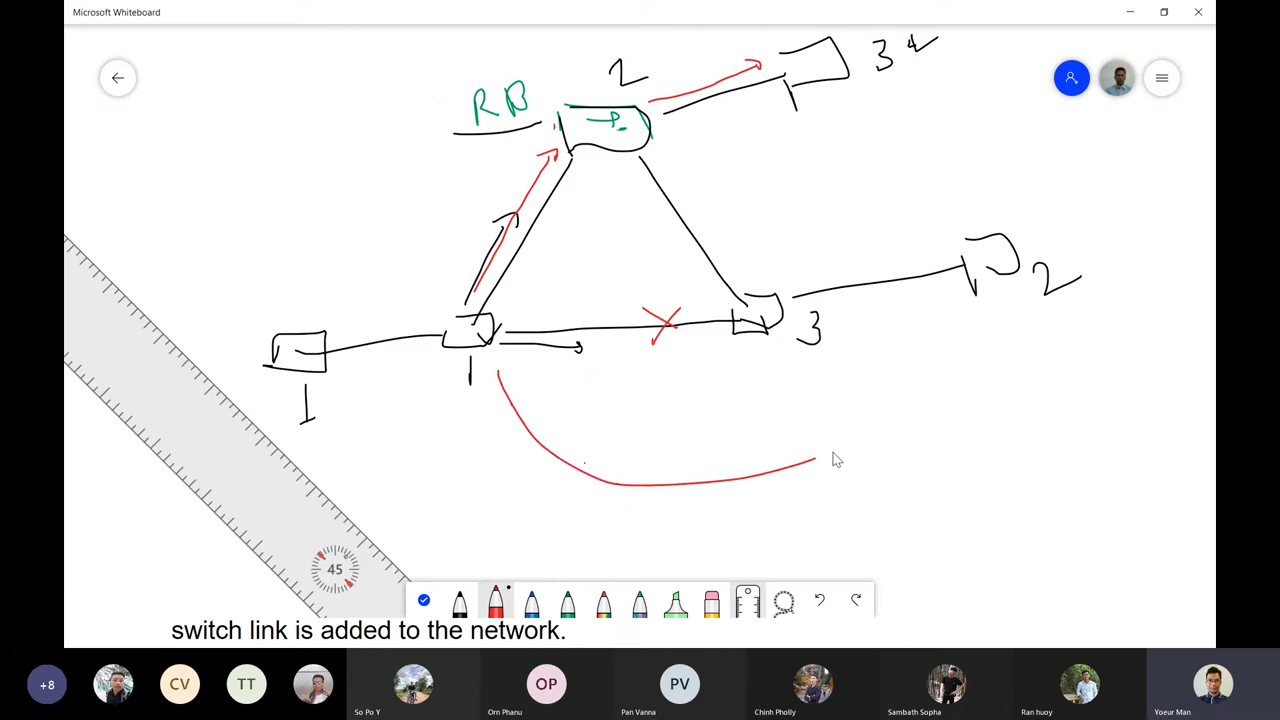 Microsoft Whiteboard
3
2
RB
2
3
1
1
45
switch link is added to the network.
+8
CV
TT
OP
PV
So Po Y
Orn Phanu
Pan Vanna
Chinh Pholly
Sambath Sopha
Ran huoy
Yoeur Man